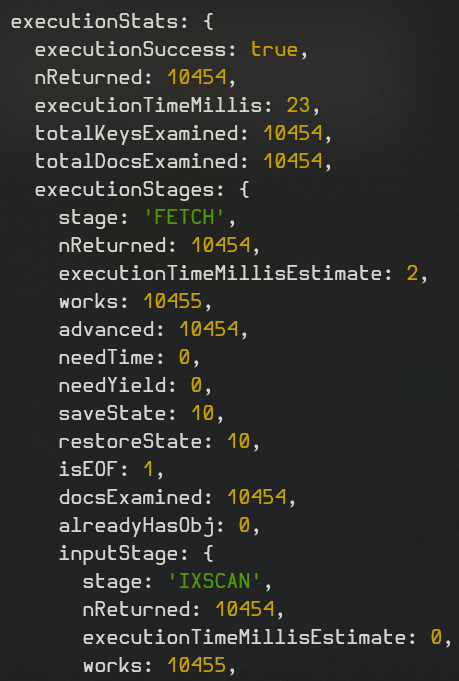 executionStats: {
executionSuccess: true,
nReturned: 10454,
executionTimeMillis: 23,
totalKeysExamined: 10454,
totalDocsExamined: 10454,
executionStages: {
stage: 'FETCH',
nReturned: 10454,
executionTimeMillisEstimate: 2,
works: 10455,
advanced: 10454,
needTime: 0,
needYield: 0,
saveState: 10,
restoreState: 10,
isEOF: 1,
docsExamined: 10454,
alreadyHasObj: 0,
inputStage: {
stage: 'IXSCAN',
nReturned: 10454,
executionTimeMillisEstimate: 0,
works: 10455,